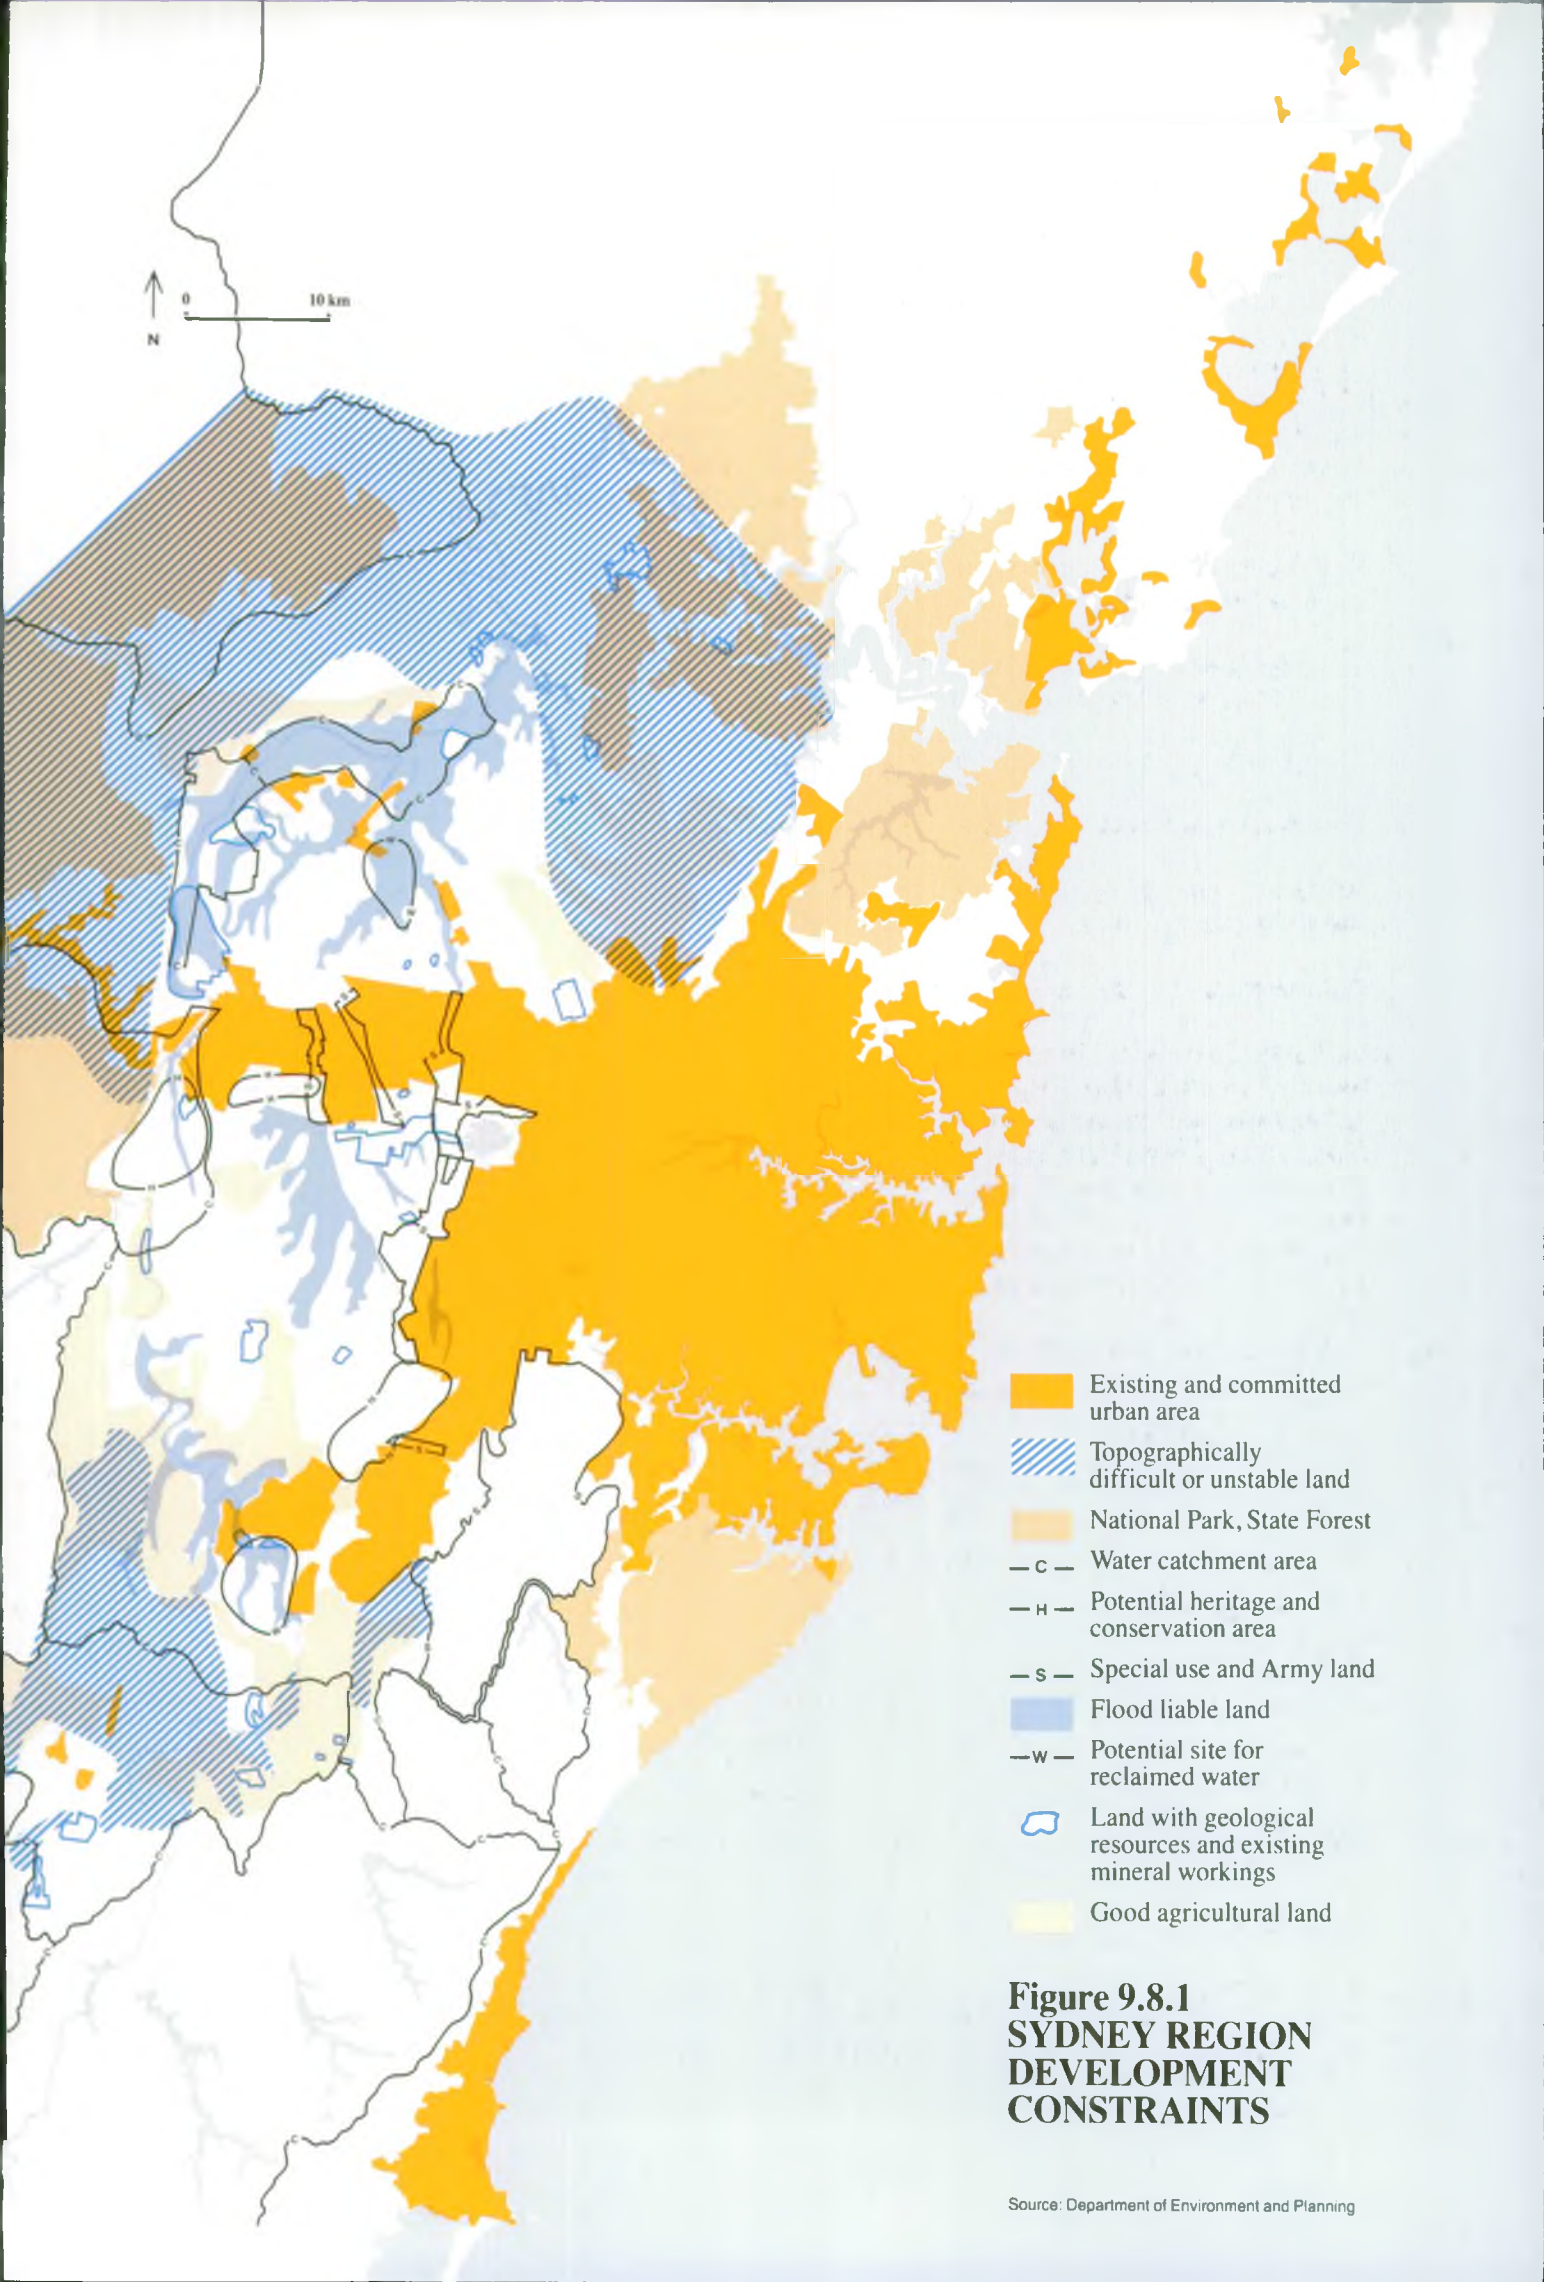 0 10 km
N
Existing and committed
urban area
Topographically
difficult or unstable land
National Park, State Forest
— C — Water catchment area
— H — Potential heritage and
conservation area
— S — Special use and Army land
Flood liable land
— W — Potential site for
reclaimed water
Land with geological
resources and existing
mineral workings
Good agricultural land
Figure 9.8.1
SYDNEY REGION
DEVELOPMENT
CONSTRAINTS
Source: Department of Environment and Planning